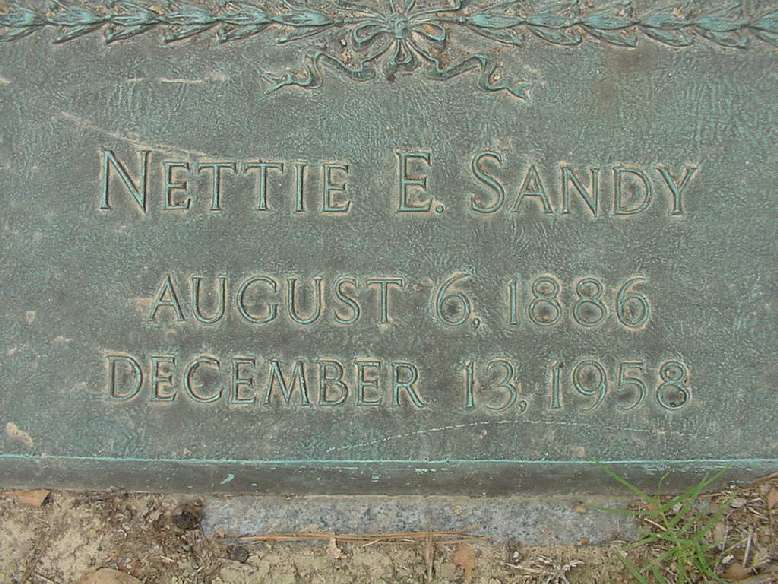 NETTIE E. SANDY
AUGUST 6, 1886
DECEMBER 13, 1958